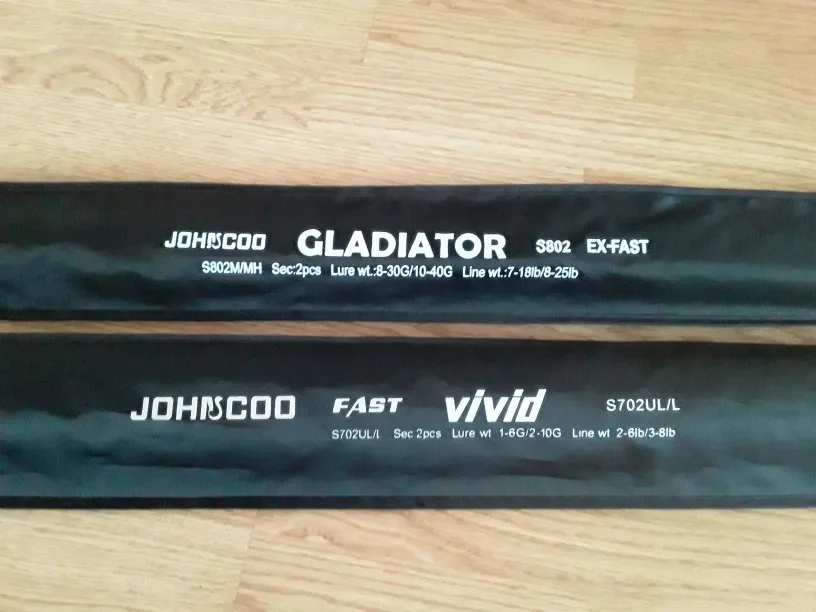 JOHNSCOO GLADIATOR S802 EX-FAST
S802M/MH Sec:2pcs Lure wt.:8-30G/10-40G Line wt.:7-18lb/8-25lb
JOHNSCOO FAST vivid S702UL/L
S702UL/L Sec 2pcs Lure wt 1-6G/2-10G Line wt 2-6lb/3-8lb